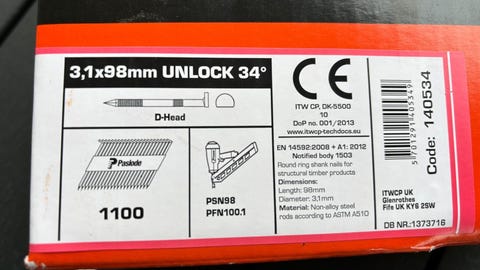 3,1x98mm UNLOCK 34°
D-Head
Paslode
1100
PSN98
PFN100.1
CE
ITW CP, DK-5500
10
DoP no. 001/2013
www.itwcp-techdocs.eu
EN 14592:2008 + A1: 2012
Notified body 1503
Round ring shank nails for
structural timber products
Dimensions:
Length: 98mm
Diameter: 3,1mm
Material: Non-alloy steel
rods according to ASTM A510
5701291405349
Code: 140534
ITWCP UK
Glenrothes
Fife UK KY6 2SW
DB NR.:1373716